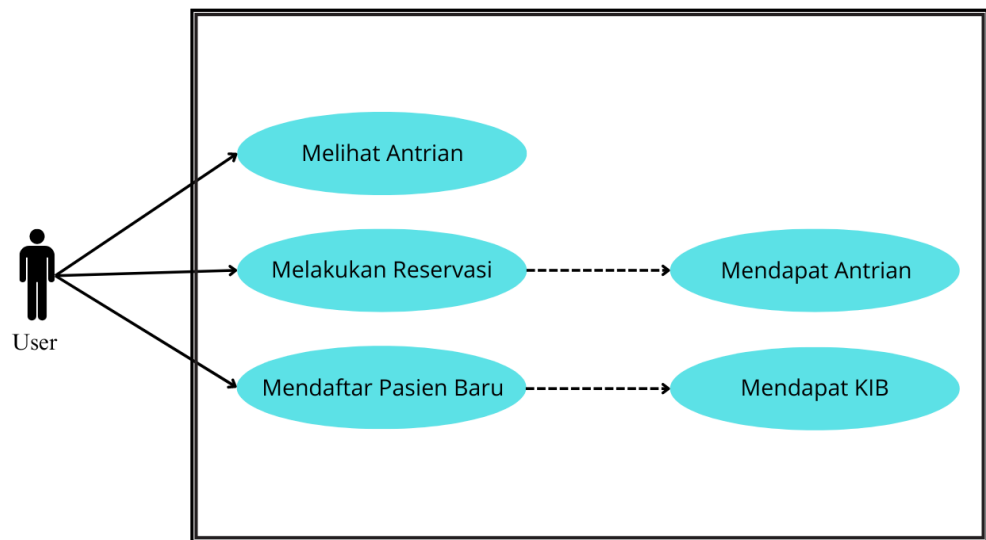 Melihat Antrian
Melakukan Reservasi
Mendapat Antrian
User
Mendaftar Pasien Baru
Mendapat KIB